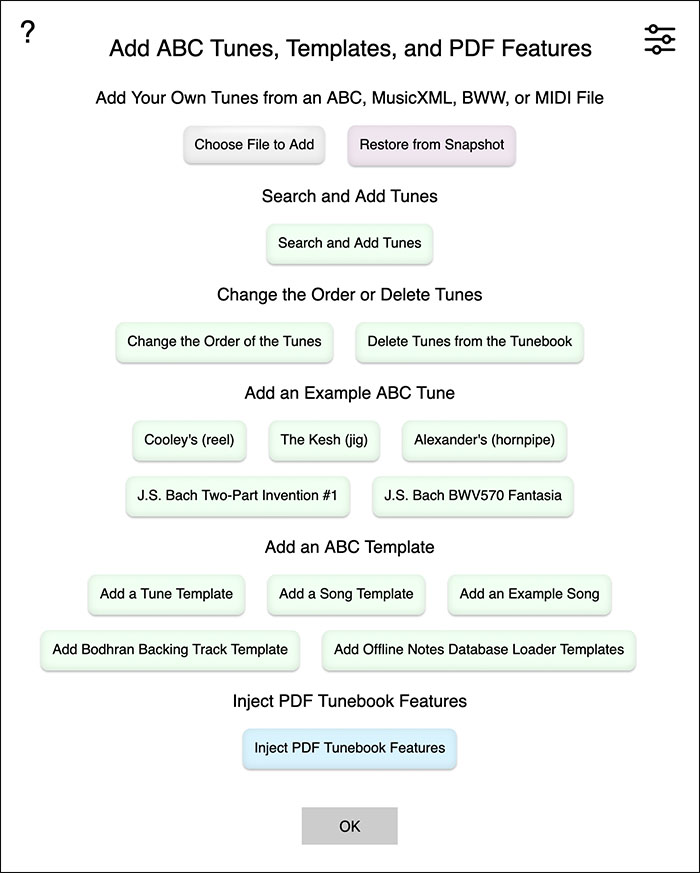 ?
Add ABC Tunes, Templates, and PDF Features
Add Your Own Tunes from an ABC, MusicXML, BWW, or MIDI File
Choose File to Add Restore from Snapshot
Search and Add Tunes
Search and Add Tunes
Change the Order or Delete Tunes
Change the Order of the Tunes Delete Tunes from the Tunebook
Add an Example ABC Tune
Cooley's (reel) The Kesh (jig) Alexander's (hornpipe)
J.S. Bach Two-Part Invention #1 J.S. Bach BWV570 Fantasia
Add an ABC Template
Add a Tune Template Add a Song Template Add an Example Song
Add Bodhran Backing Track Template Add Offline Notes Database Loader Templates
Inject PDF Tunebook Features
Inject PDF Tunebook Features
OK